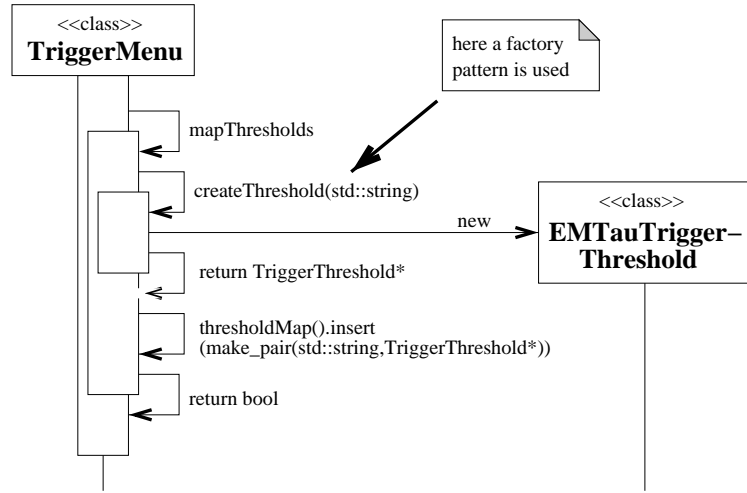 <<class>>
TriggerMenu
here a factory
pattern is used
mapThresholds
createThreshold(std::string)
new
<<class>>
EMTauTrigger–
Threshold
return TriggerThreshold*
thresholdMap().insert
(make_pair(std::string,TriggerThreshold*))
return bool